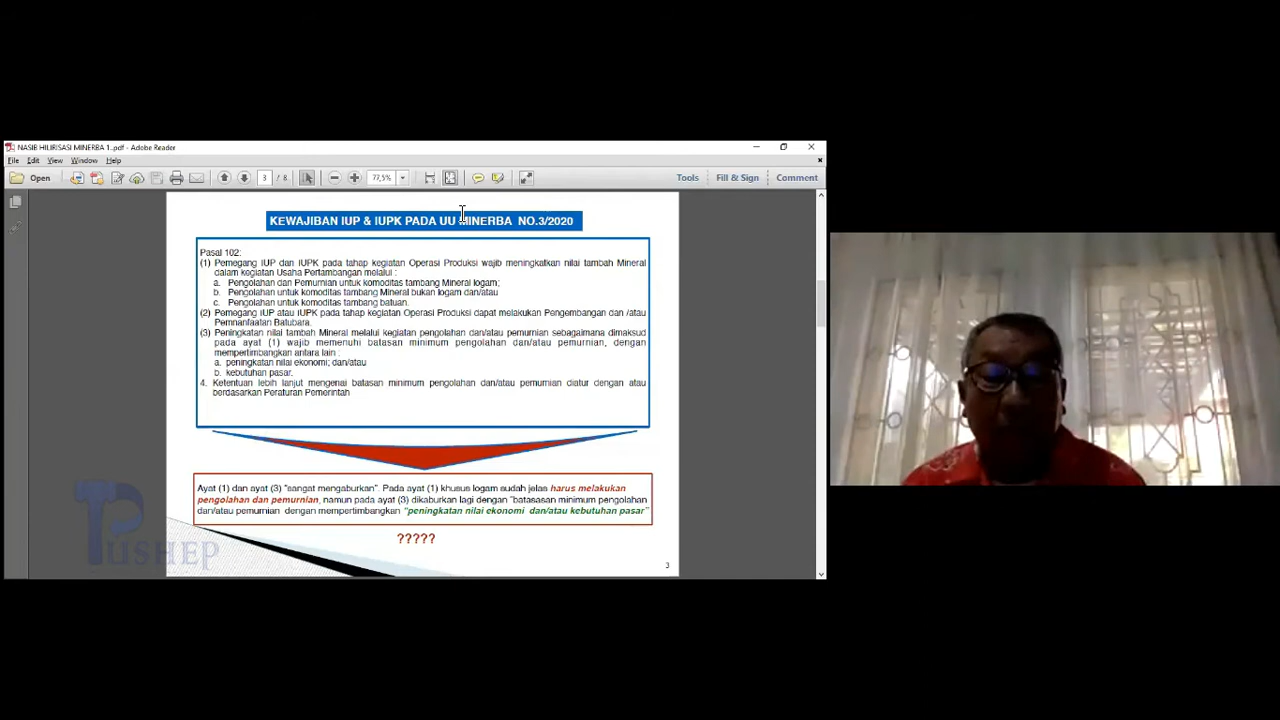 NASIB HILIRISASI MINERBA 1..pdf - Adobe Reader
File Edit View Window Help
Open 3 / 8 77,5% Tools Fill & Sign Comment
KEWAJIBAN IUP & IUPK PADA UU MINERBA NO.3/2020
Pasal 102:
(1) Pemegang IUP dan IUPK pada tahap kegiatan Operasi Produksi wajib meningkatkan nilai tambah Mineral
dalam kegiatan Usaha Pertambangan melalui :
a. Pengolahan dan Pemurnian untuk komoditas tambang Mineral logam;
b. Pengolahan untuk komoditas tambang Mineral bukan logam dan/atau
c. Pengolahan untuk komoditas tambang batuan.
(2) Pemegang IUP atau IUPK pada tahap kegiatan Operasi Produksi dapat melakukan Pengembangan dan /atau
Pemnanfaatan Batubara.
(3) Peningkatan nilai tambah Mineral melalui kegiatan pengolahan dan/atau pemurnian sebagaimana dimaksud
pada ayat (1) wajib memenuhi batasan minimum pengolahan dan/atau pemurnian, dengan
mempertimbangkan antara lain :
a. peningkatan nilai ekonomi; dan/atau
b. kebutuhan pasar.
4. Ketentuan lebih lanjut mengenai batasan minimum pengolahan dan/atau pemurnian diatur dengan atau
berdasarkan Peraturan Pemerintah
Ayat (1) dan ayat (3) "sangat mengaburkan". Pada ayat (1) khusus logam sudah jelas harus melakukan
pengolahan dan pemurnian, namun pada ayat (3) dikaburkan lagi dengan "batasasan minimum pengolahan
dan/atau pemurnian dengan mempertimbangkan "peningkatan nilai ekonomi dan/atau kebutuhan pasar"
?????
PUSHEP
3